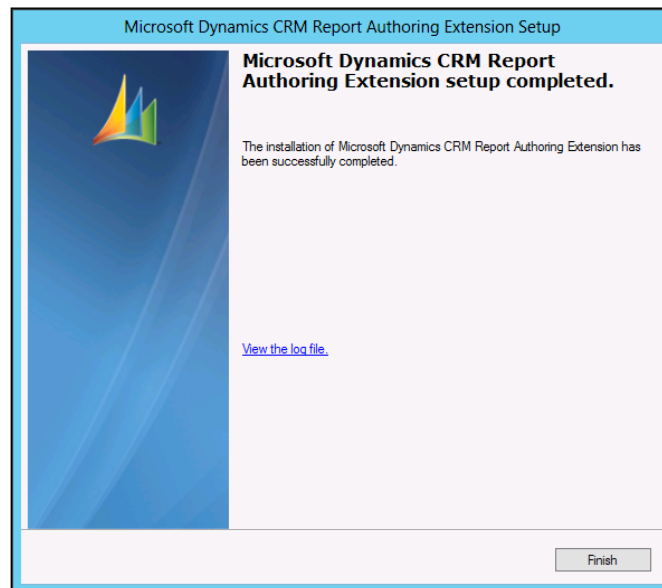 Microsoft Dynamics CRM Report Authoring Extension Setup
Microsoft Dynamics CRM Report
Authoring Extension setup completed.
The installation of Microsoft Dynamics CRM Report Authoring Extension has
been successfully completed.
View the log file.
Finish